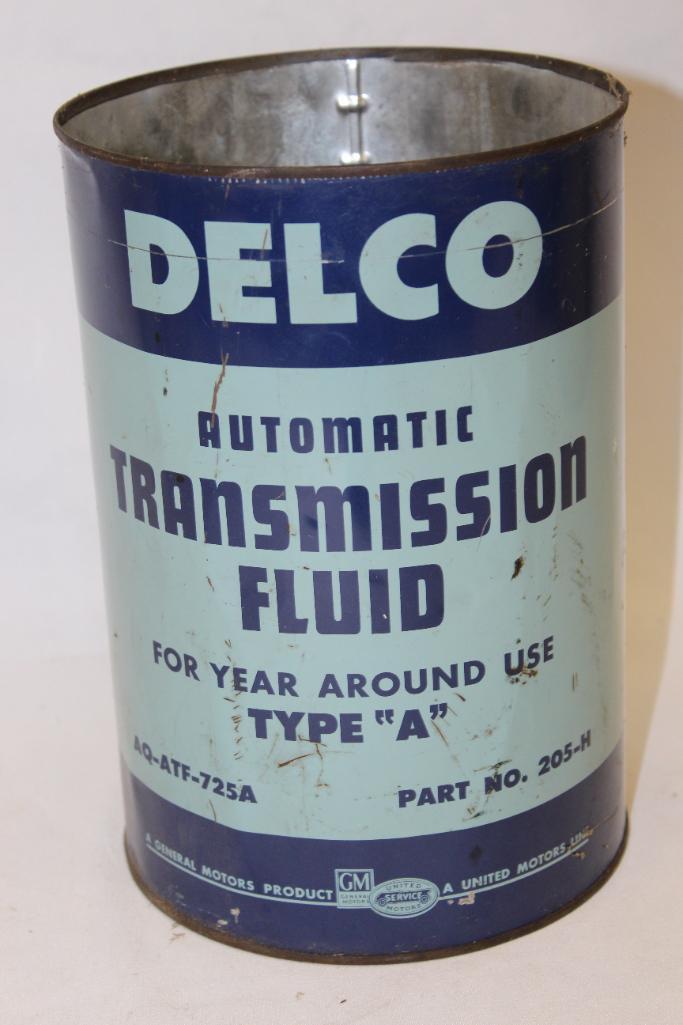 DELCO
AUTOMATIC
TRANSMISSION
FLUID
FOR YEAR AROUND USE
TYPE "A"
AQ-ATF-725A PART NO. 205-H
A GENERAL MOTORS PRODUCT GM GENERAL MOTORS UNITED SERVICE MOTORS A UNITED MOTORS LINE